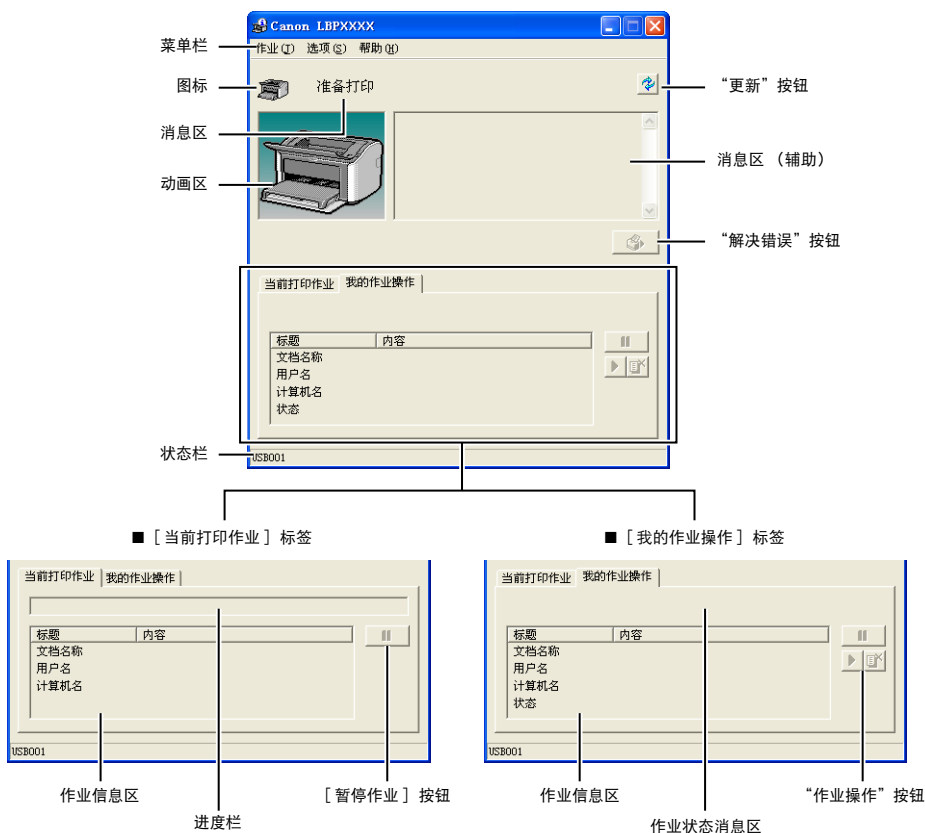 Canon LBPXXXX
菜单栏
作业(T) 选项(S) 帮助(H)
图标
准备打印
“更新”按钮
消息区
消息区（辅助）
动画区
“解决错误”按钮
当前打印作业 我的作业操作
标题 内容
文档名称
用户名
计算机名
状态
状态栏
USB001
■［当前打印作业］标签
■［我的作业操作］标签
当前打印作业 我的作业操作
标题 内容
文档名称
用户名
计算机名
USB001
作业信息区
［暂停作业］按钮
进度栏
当前打印作业 我的作业操作
标题 内容
文档名称
用户名
计算机名
状态
USB001
作业信息区
“作业操作”按钮
作业状态消息区